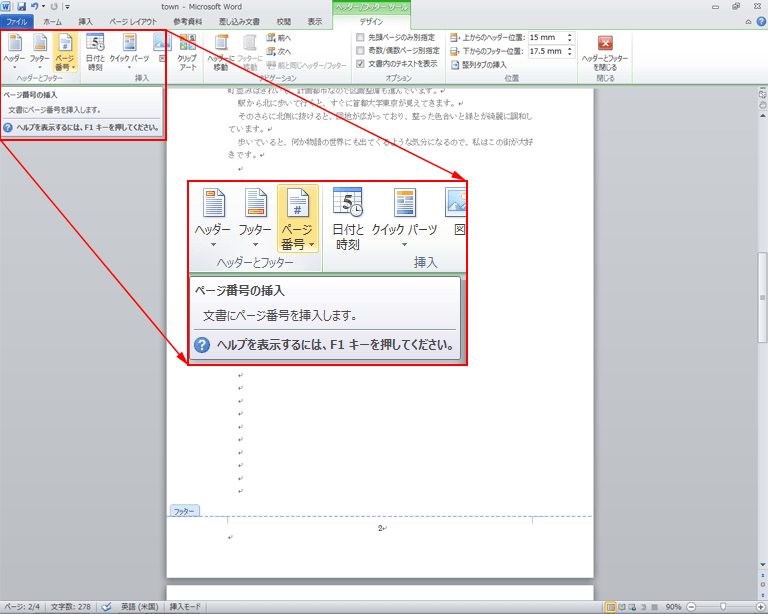 town - Microsoft Word
ヘッダー/フッター ツール
ファイル ホーム 挿入 ページ レイアウト 参考資料 差し込み文書 校閲 表示 デザイン
ヘッダー フッター ページ番号 日付と時刻 クイック パーツ クリップアート ヘッダーに移動 フッターに移動
前へ
次へ
前と同じヘッダー/フッター
先頭ページのみ別指定
奇数/偶数ページ別指定
文書内のテキストを表示
上からのヘッダー位置: 15 mm
下からのフッター位置: 17.5 mm
整列タブの挿入
ヘッダーとフッターを閉じる
ヘッダーとフッター 挿入 ナビゲーション オプション 位置 閉じる
ページ番号の挿入
文書にページ番号を挿入します。
ヘルプを表示するには、F1 キーを押してください。
町並みはきれいで、計画都市なので区画整備も進んでいます。
駅から北に歩いて行くと、すぐに首都大学東京が見えてきます。
そのさらに北側に抜けると、団地が広がっており、整った色合いと緑とが綺麗に調和しています。
歩いていると、何か物語の世界にも出てくるような気分になるので、私はこの街が大好きです。
ヘッダー フッター ページ番号 日付と時刻 クイック パーツ
ヘッダーとフッター 挿入
ページ番号の挿入
文書にページ番号を挿入します。
ヘルプを表示するには、F1 キーを押してください。
フッター
2
ページ: 2/4 文字数: 278 英語 (米国) 挿入モード 90%